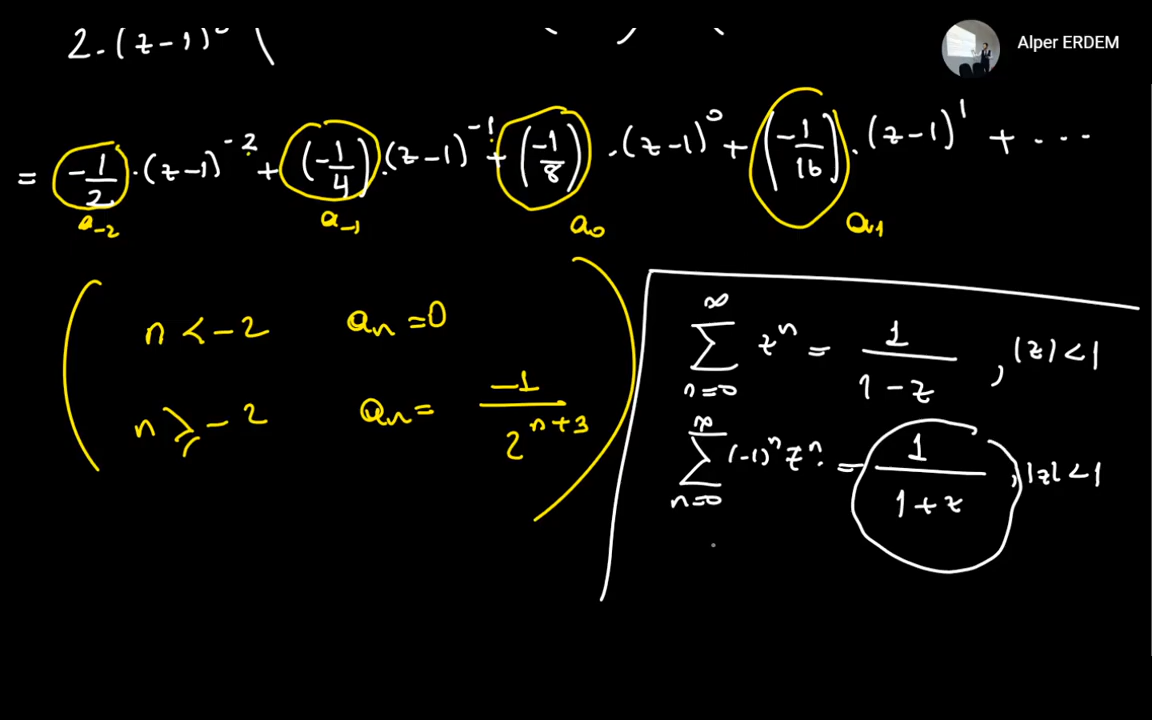 Alper ERDEM
2.(z-1)
= -1/2 . (z-1)^-2 + (-1/4) . (z-1)^-1 + (-1/8) . (z-1)^0 + (-1/16) . (z-1)^1 + ...
a_-2 a_-1 a_0 a_1
n < -2 a_n = 0
n ≥ -2 a_n = -1/2^(n+3)
∑_{n=0}^∞ z^n = 1/(1-z) , |z|<1
∑_{n=0}^∞ (-1)^n z^n = 1/(1+z) , |z|<1